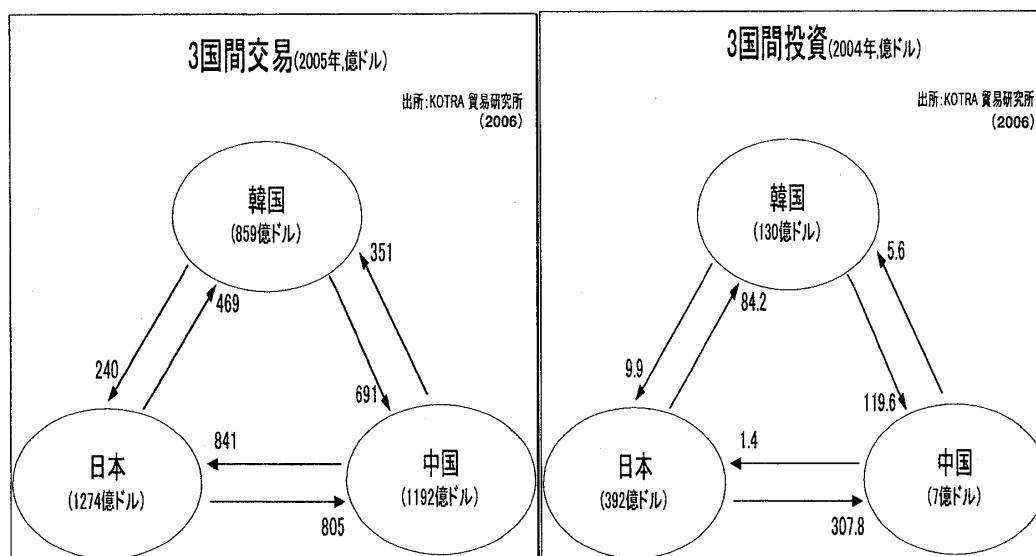 3国間交易(2005年,億ドル)
出所:KOTRA 貿易研究所
(2006)
韓国
(859億ドル)
351
469
240
691
日本
(1274億ドル)
841
805
中国
(1192億ドル)
3国間投資(2004年,億ドル)
出所:KOTRA 貿易研究所
(2006)
韓国
(130億ドル)
5.6
84.2
9.9
119.6
日本
(392億ドル)
1.4
307.8
中国
(7億ドル)